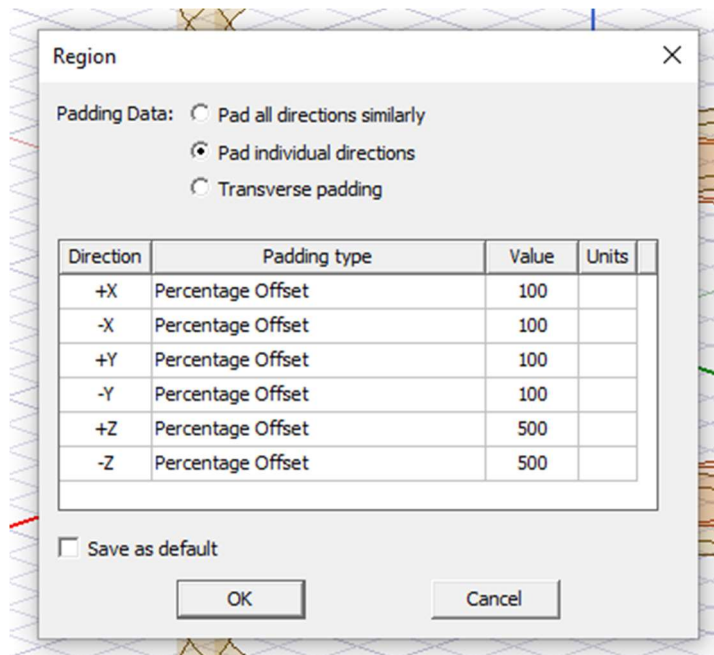 Region
Padding Data: Pad all directions similarly
Pad individual directions
Transverse padding
Direction Padding type Value Units
+X Percentage Offset 100
-X Percentage Offset 100
+Y Percentage Offset 100
-Y Percentage Offset 100
+Z Percentage Offset 500
-Z Percentage Offset 500
Save as default
OK Cancel